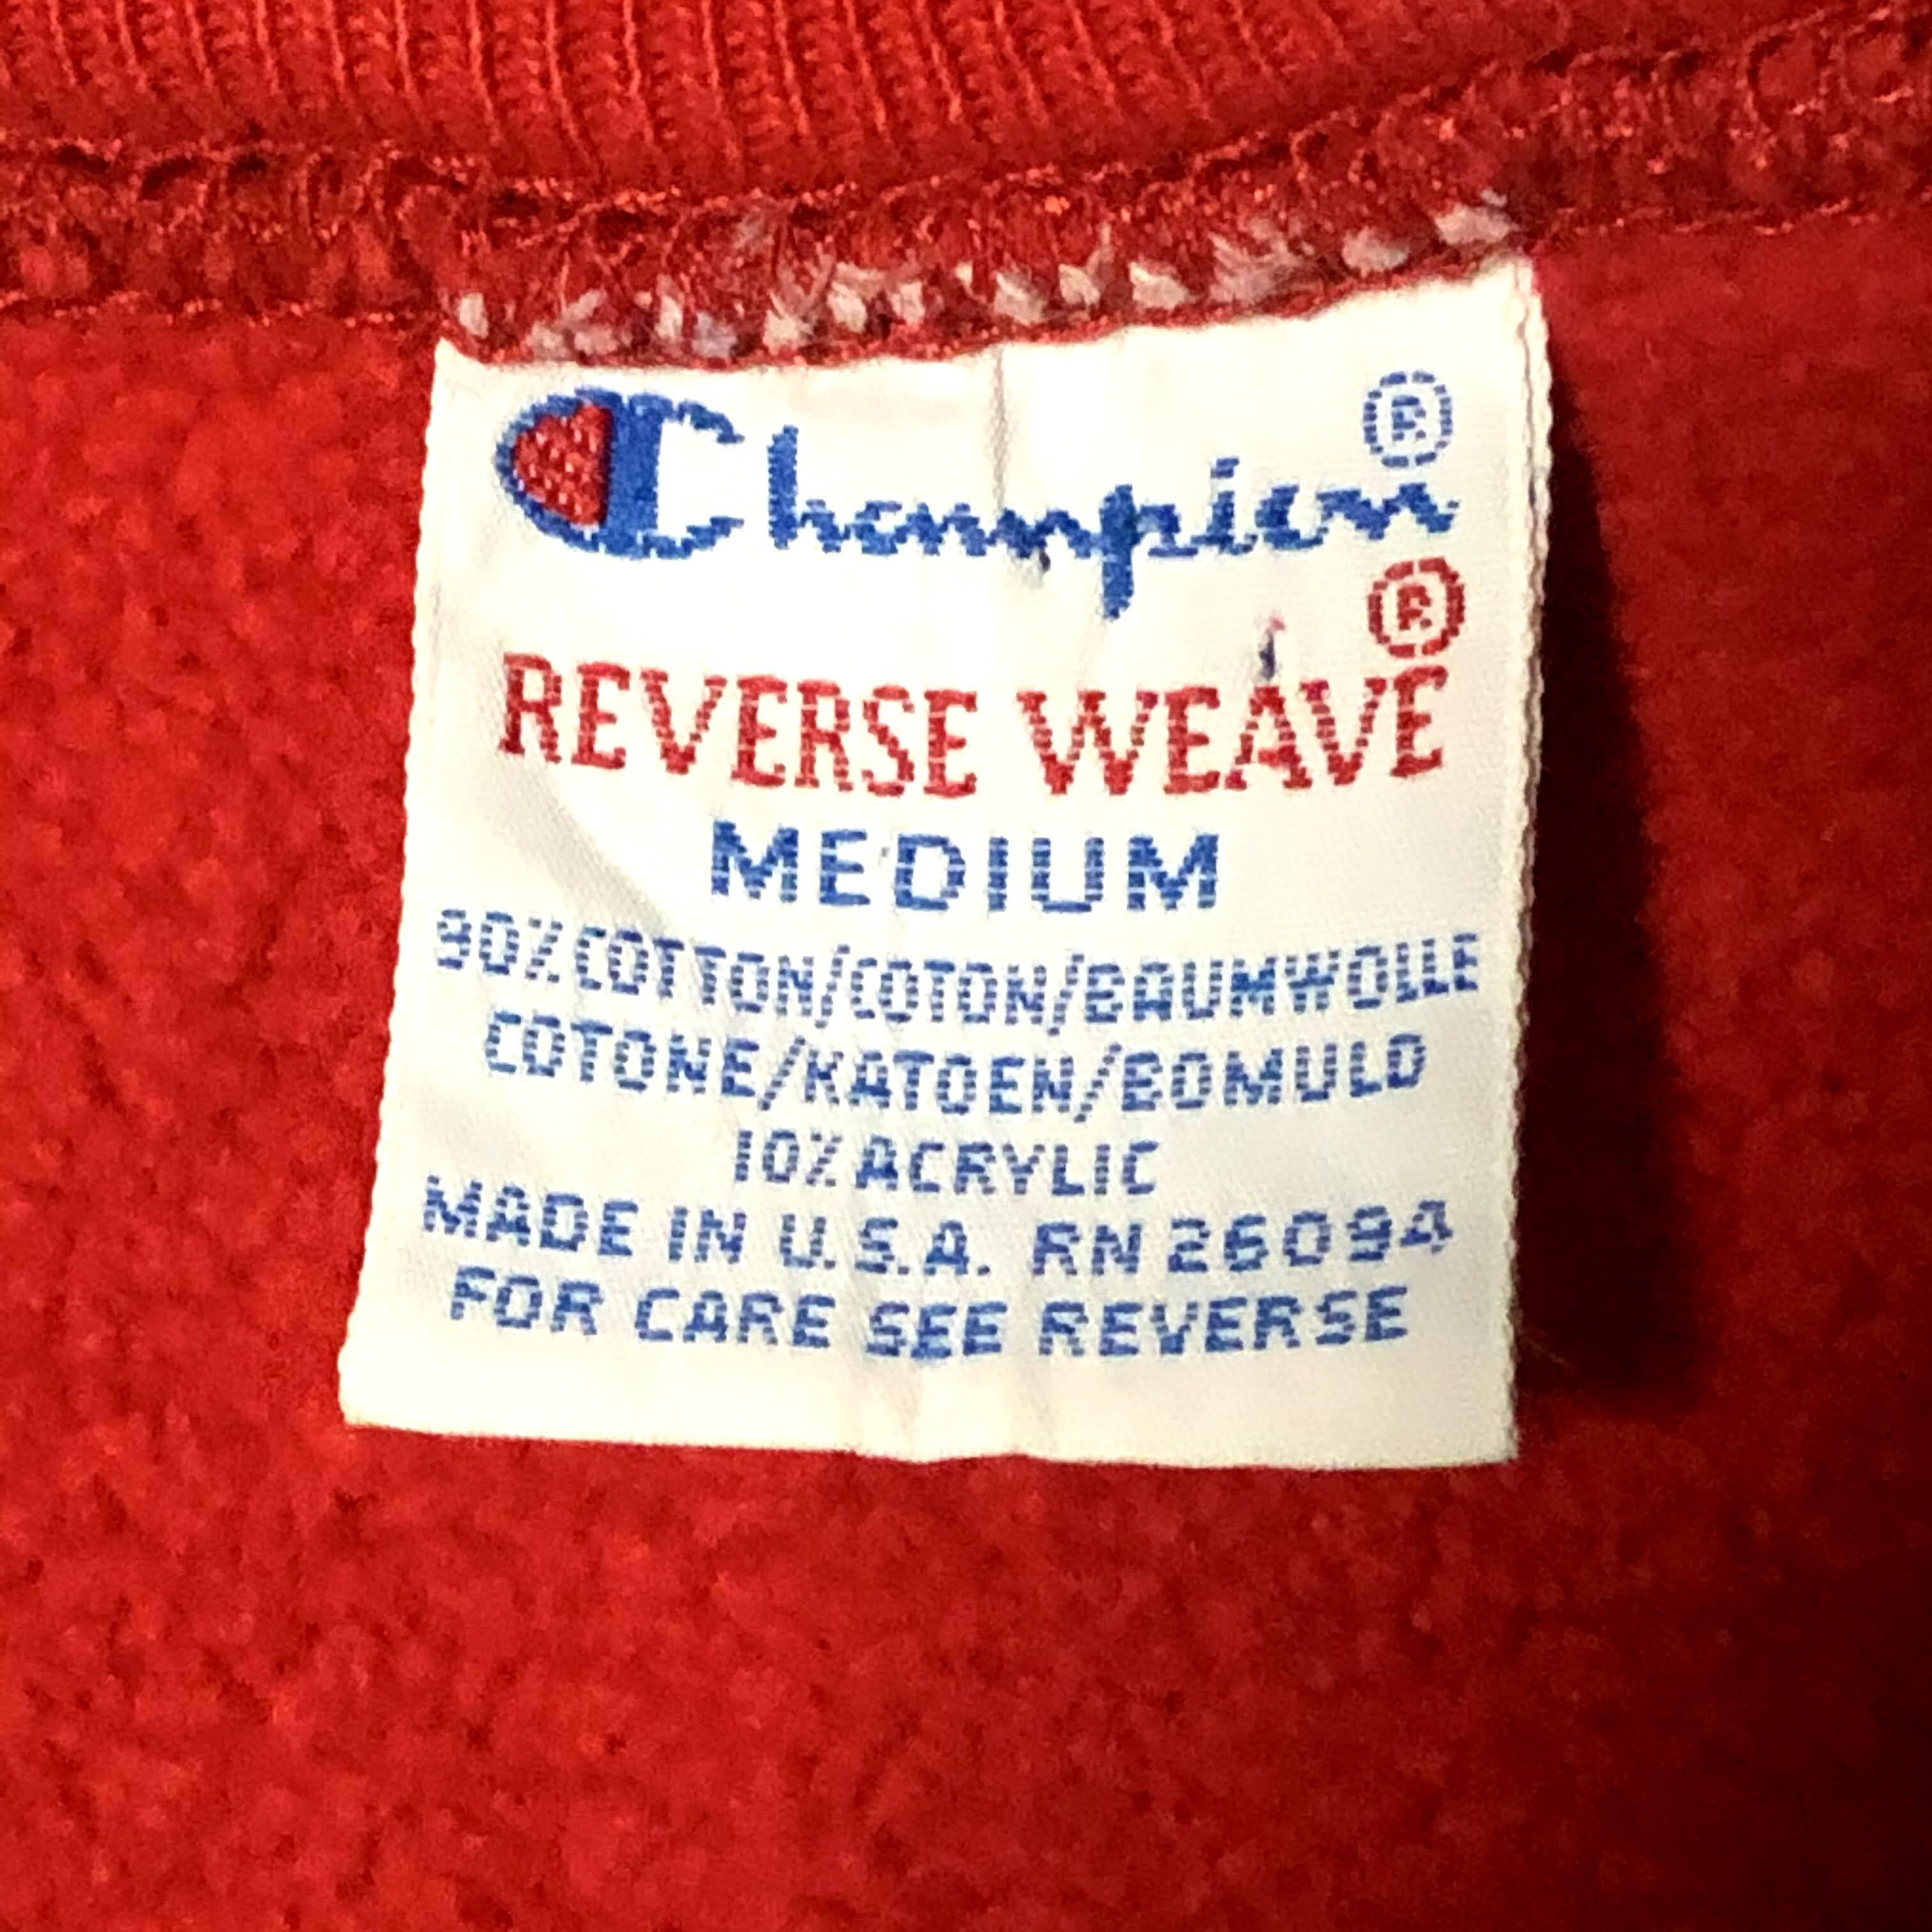 Champion®
REVERSE WEAVE®
MEDIUM
90% COTTON/COTON/BAUMWOLLE
COTONE/KATOEN/BOMULD
10% ACRYLIC
MADE IN U.S.A. RN 26094
FOR CARE SEE REVERSE